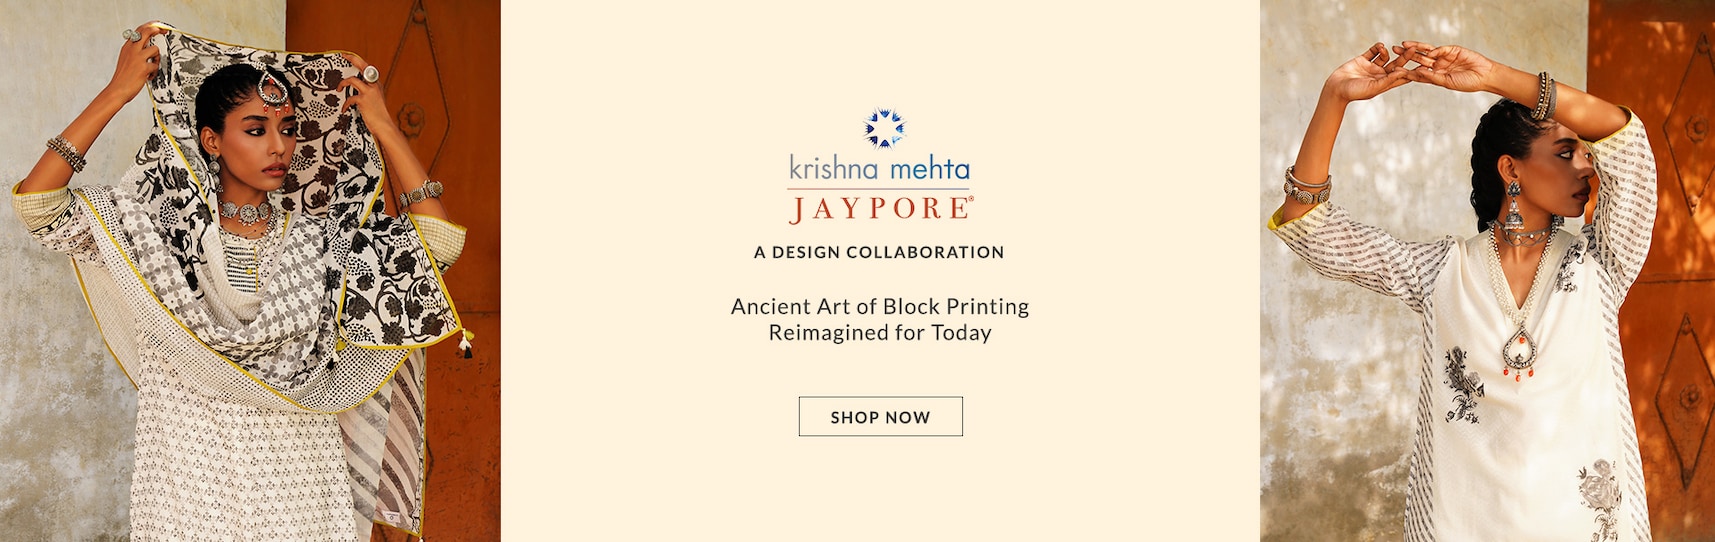 krishna mehta
JAYPORE®
A DESIGN COLLABORATION
Ancient Art of Block Printing
Reimagined for Today
SHOP NOW